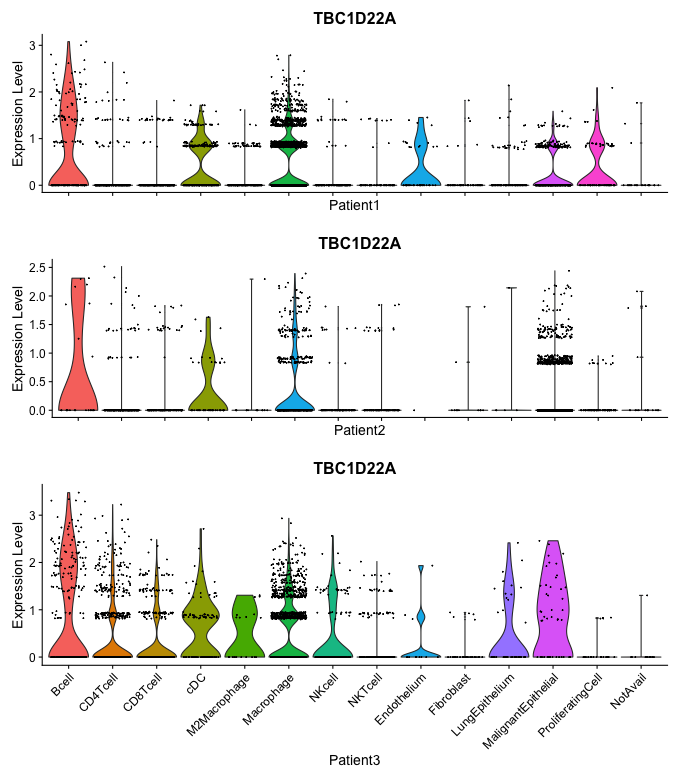 TBC1D22A
Expression Level
3
2
1
0
Patient1
TBC1D22A
Expression Level
2.5
2.0
1.5
1.0
0.5
0.0
Patient2
TBC1D22A
Expression Level
3
2
1
0
Bcell
CD4Tcell
CD8Tcell
cDC
M2Macrophage
Macrophage
NKcell
NKTcell
Endothelium
Fibroblast
LungEpithelium
MalignantEpithelial
ProliferatingCell
NotAvail
Patient3